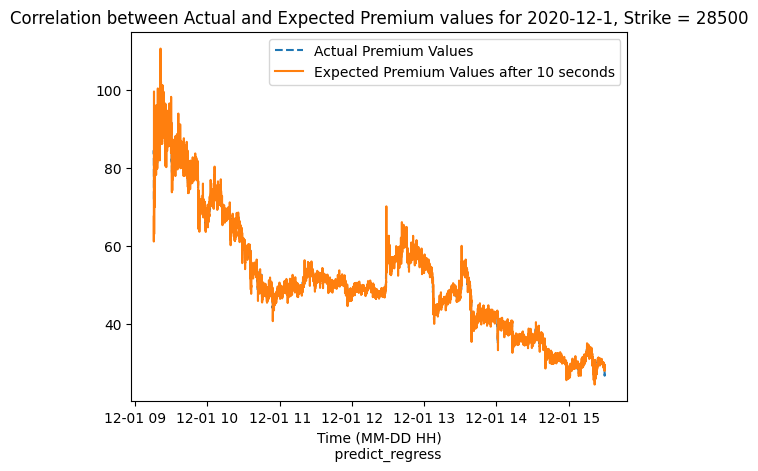 Correlation between Actual and Expected Premium values for 2020-12-1, Strike = 28500
Actual Premium Values
Expected Premium Values after 10 seconds
100
80
60
40
12-01 09 12-01 10 12-01 11 12-01 12 12-01 13 12-01 14 12-01 15
Time (MM-DD HH)
predict_regress